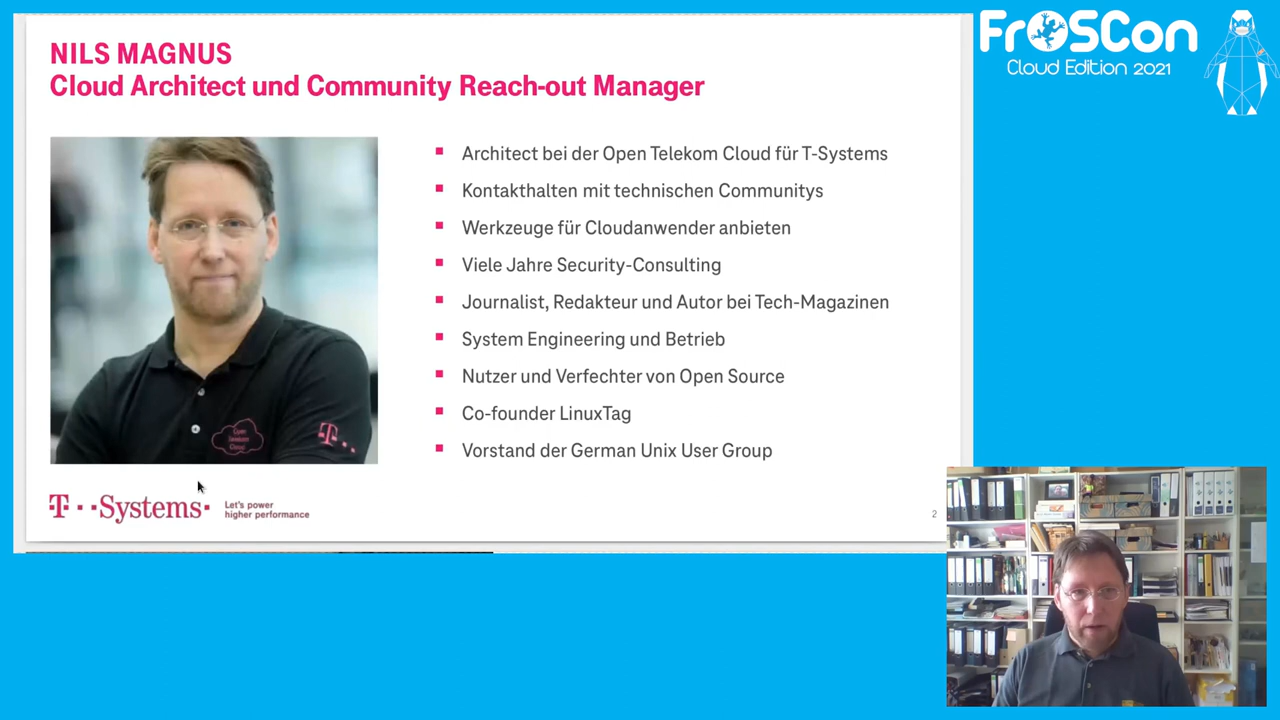 NILS MAGNUS
Cloud Architect und Community Reach-out Manager
Architect bei der Open Telekom Cloud für T-Systems
Kontakthalten mit technischen Communitys
Werkzeuge für Cloudanwender anbieten
Viele Jahre Security-Consulting
Journalist, Redakteur und Autor bei Tech-Magazinen
System Engineering und Betrieb
Nutzer und Verfechter von Open Source
Co-founder LinuxTag
Vorstand der German Unix User Group
Open
Telekom
Cloud
T
T··Systems·
Let's power
higher performance
2
FrOSCon
Cloud Edition 2021